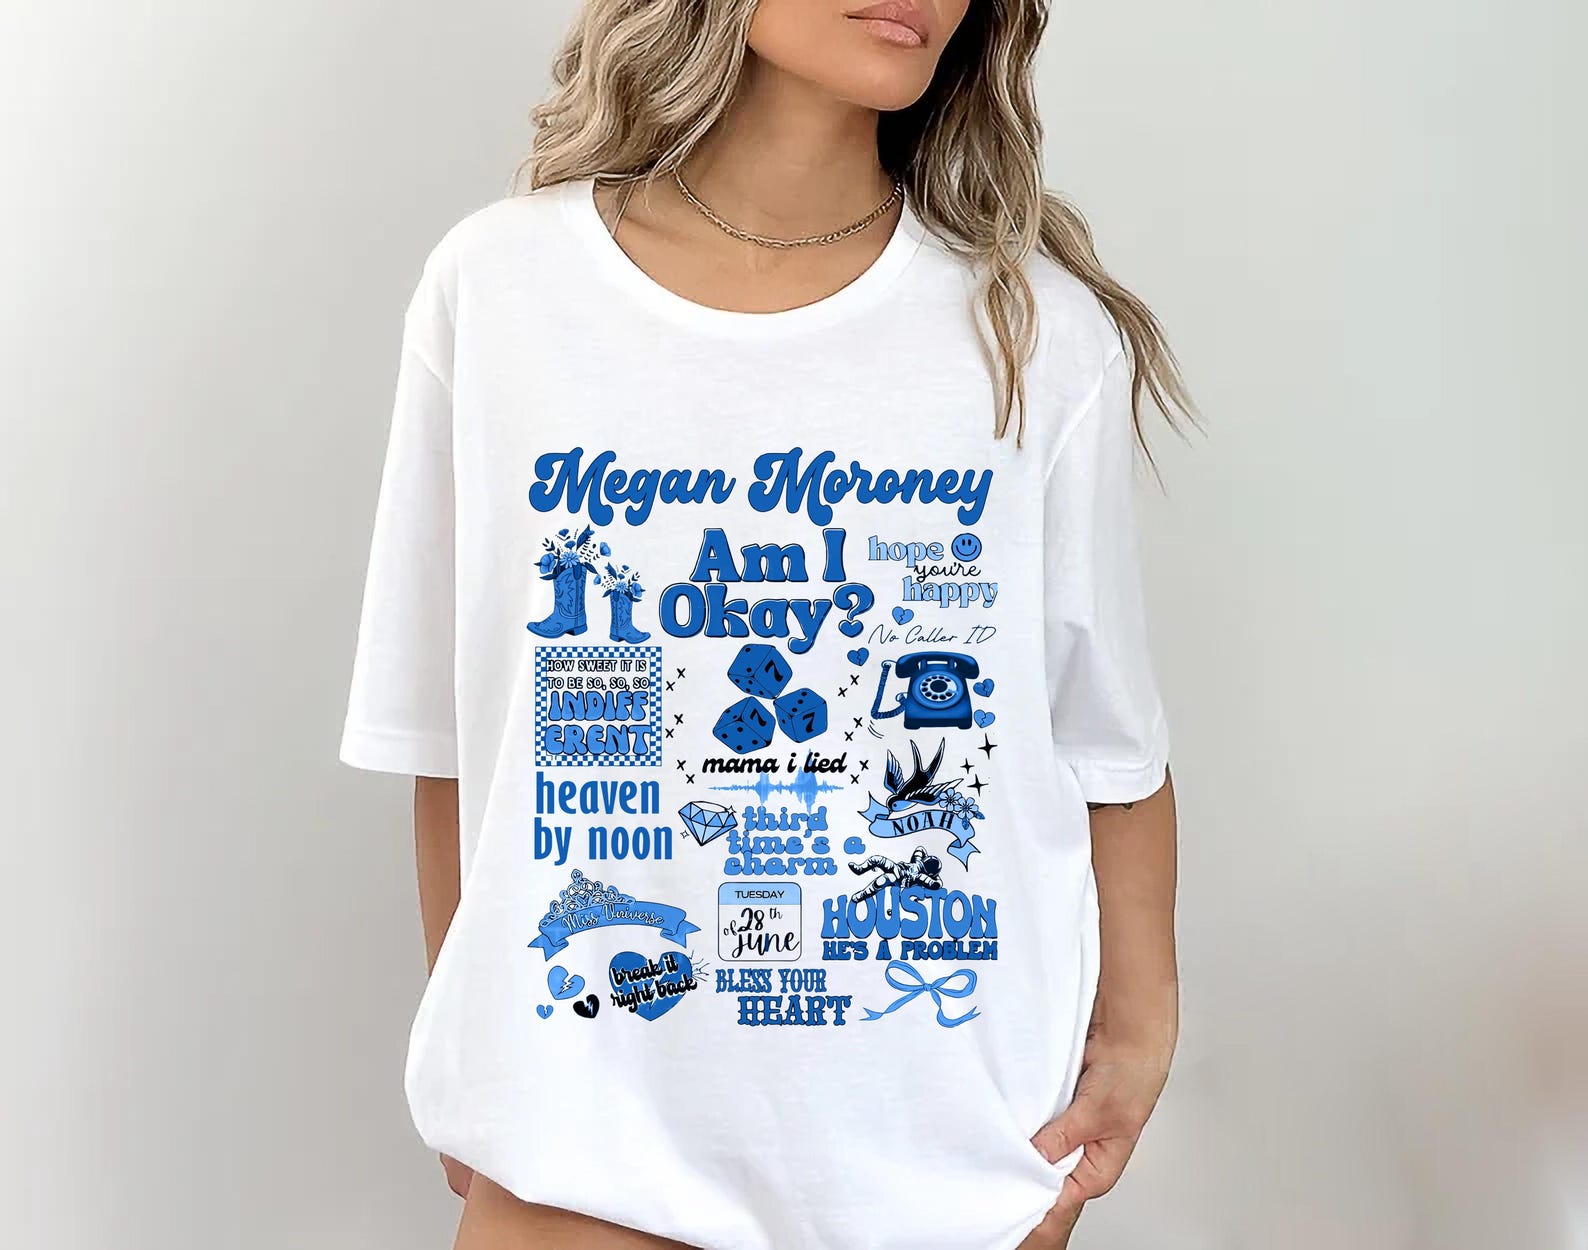 Megan Moroney
Am I
Okay?
hope
you're
happy
No Caller ID
HOW SWEET IT IS
TO BE SO, SO, SO
INDIFF
ERENT
7
7
7
mama i lied
heaven
by noon
third
time's a
charm
NOAH
Miss Universe
TUESDAY
of 28th
June
HOUSTON
HE'S A PROBLEM
break it
right back
BLESS YOUR
HEART